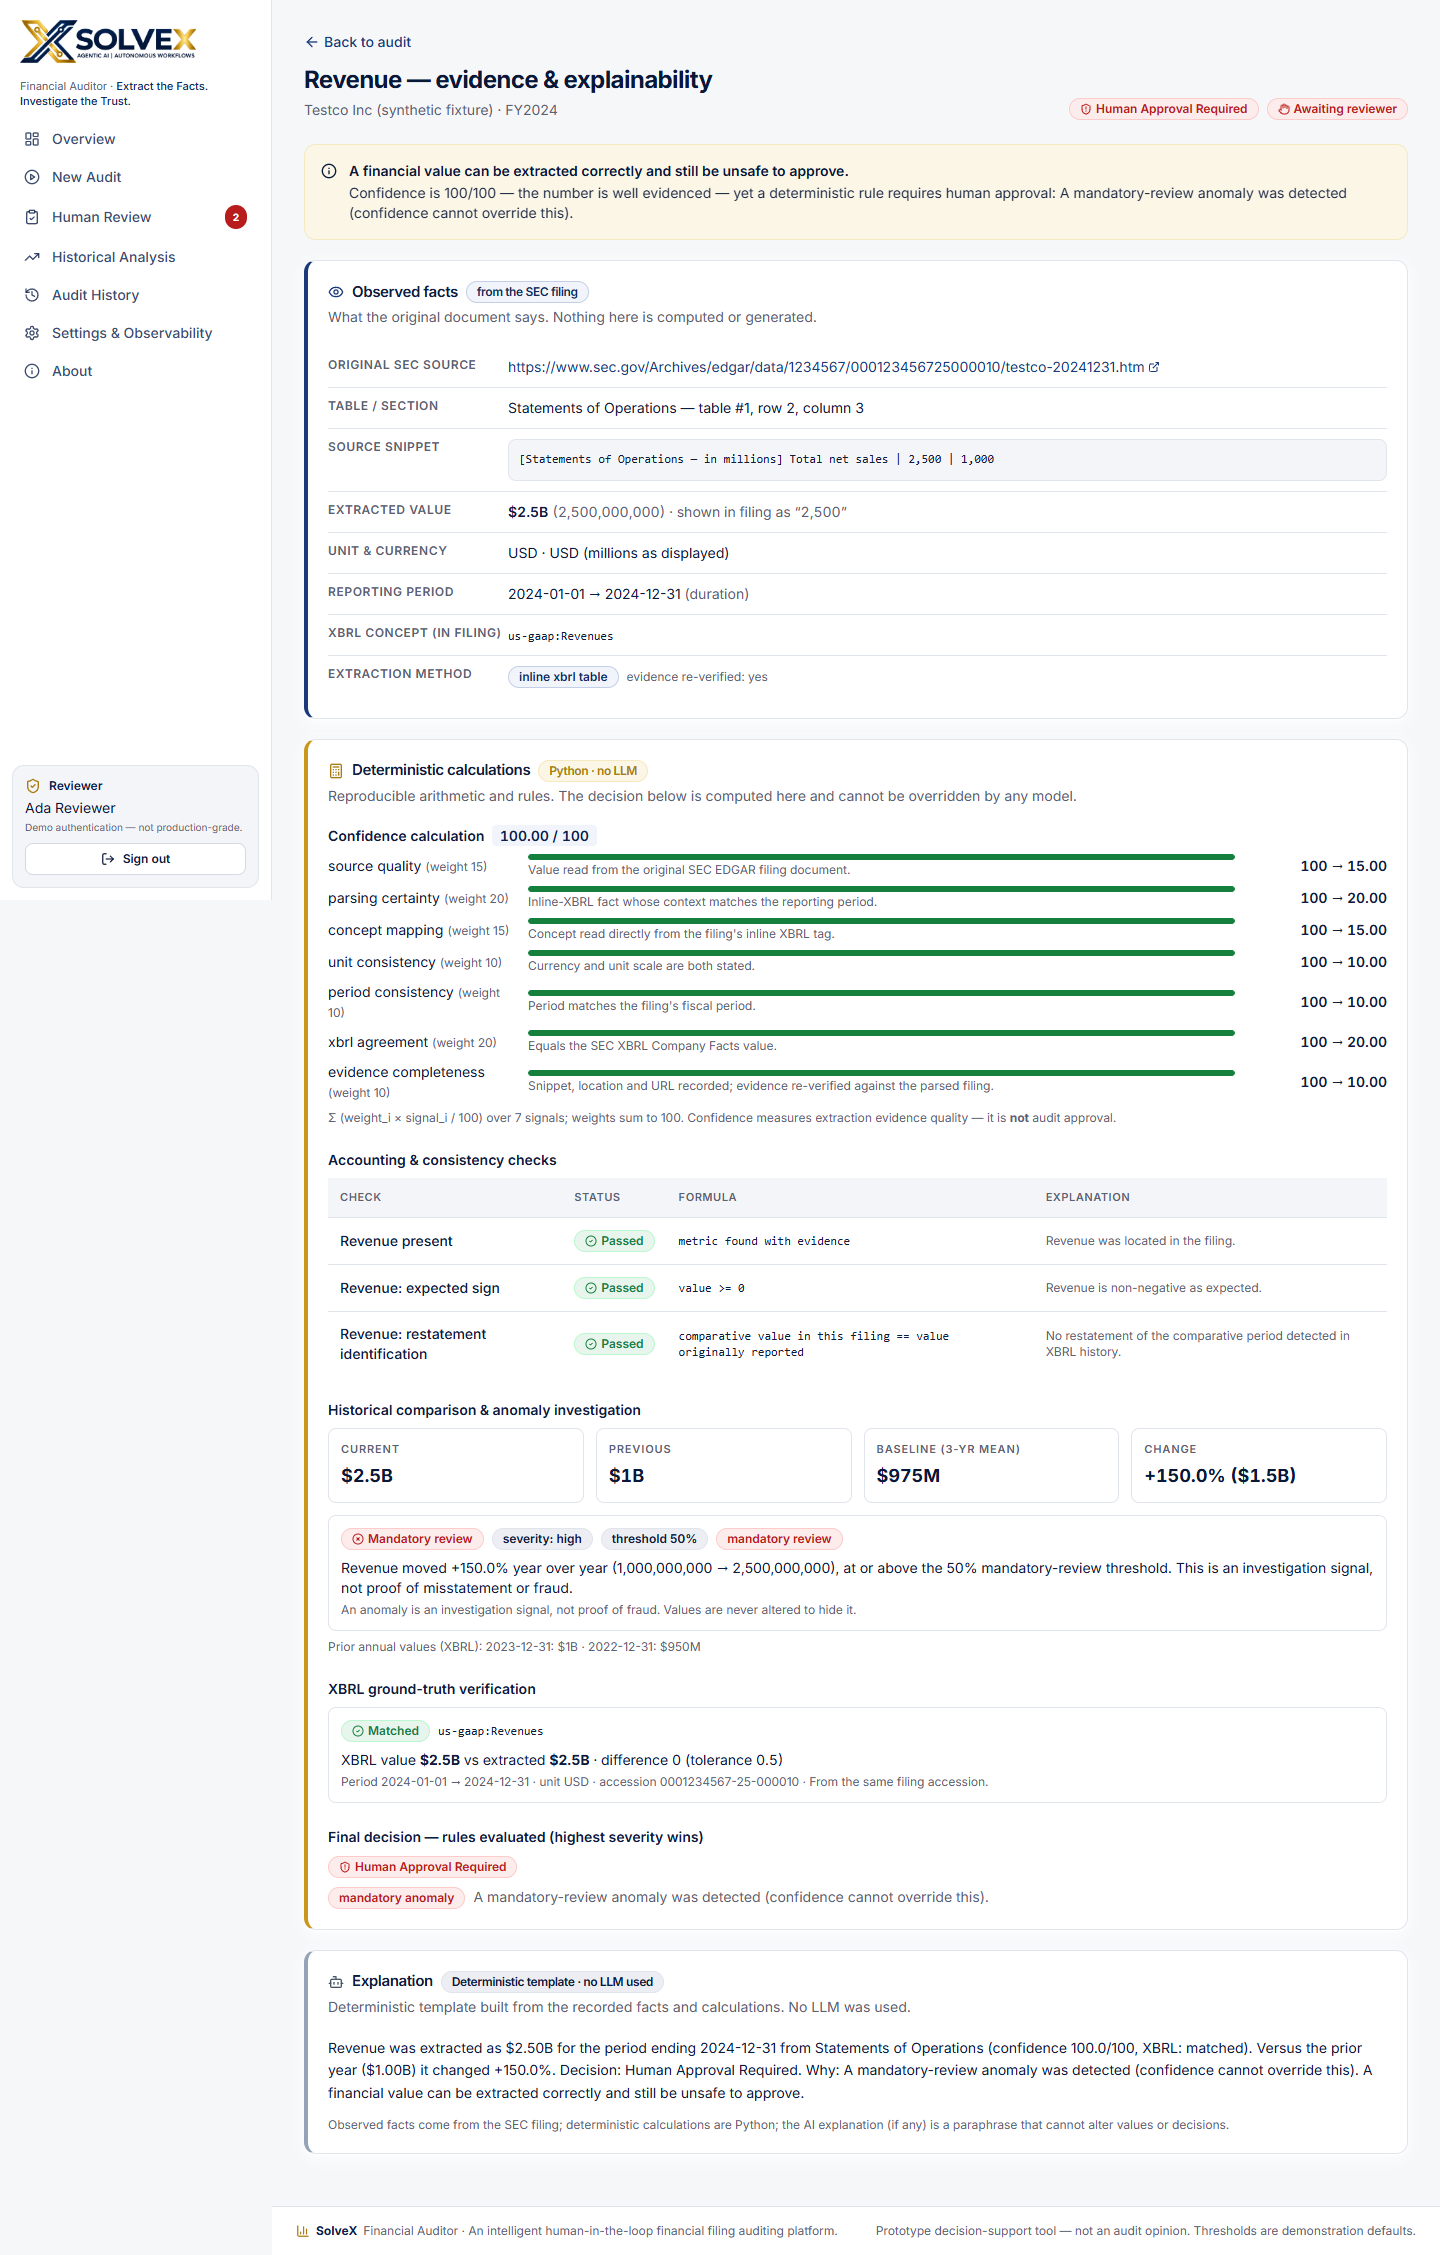 SOLVEX
AGENTIC AI | AUTONOMOUS WORKFLOWS
Financial Auditor · Extract the Facts.
Investigate the Trust.
Overview
New Audit
Human Review 2
Historical Analysis
Audit History
Settings & Observability
About
Reviewer
Ada Reviewer
Demo authentication — not production-grade.
Sign out
Back to audit
Revenue — evidence & explainability
Testco Inc (synthetic fixture) · FY2024
Human Approval Required Awaiting reviewer
A financial value can be extracted correctly and still be unsafe to approve.
Confidence is 100/100 — the number is well evidenced — yet a deterministic rule requires human approval: A mandatory-review anomaly was detected
(confidence cannot override this).
Observed facts from the SEC filing
What the original document says. Nothing here is computed or generated.
ORIGINAL SEC SOURCE https://www.sec.gov/Archives/edgar/data/1234567/000123456725000010/testco-20241231.htm
TABLE / SECTION Statements of Operations — table #1, row 2, column 3
SOURCE SNIPPET [Statements of Operations — in millions] Total net sales | 2,500 | 1,000
EXTRACTED VALUE $2.5B (2,500,000,000) · shown in filing as “2,500”
UNIT & CURRENCY USD · USD (millions as displayed)
REPORTING PERIOD 2024-01-01 → 2024-12-31 (duration)
XBRL CONCEPT (IN FILING) us-gaap:Revenues
EXTRACTION METHOD inline xbrl table evidence re-verified: yes
Deterministic calculations Python · no LLM
Reproducible arithmetic and rules. The decision below is computed here and cannot be overridden by any model.
Confidence calculation 100.00 / 100
source quality (weight 15) Value read from the original SEC EDGAR filing document. 100 → 15.00
parsing certainty (weight 20) Inline-XBRL fact whose context matches the reporting period. 100 → 20.00
concept mapping (weight 15) Concept read directly from the filing's inline XBRL tag. 100 → 15.00
unit consistency (weight 10) Currency and unit scale are both stated. 100 → 10.00
period consistency (weight
10) Period matches the filing's fiscal period. 100 → 10.00
xbrl agreement (weight 20) Equals the SEC XBRL Company Facts value. 100 → 20.00
evidence completeness
(weight 10) Snippet, location and URL recorded; evidence re-verified against the parsed filing. 100 → 10.00
Σ (weight_i × signal_i / 100) over 7 signals; weights sum to 100. Confidence measures extraction evidence quality — it is not audit approval.
Accounting & consistency checks
CHECK STATUS FORMULA EXPLANATION
Revenue present Passed metric found with evidence Revenue was located in the filing.
Revenue: expected sign Passed value >= 0 Revenue is non-negative as expected.
Revenue: restatement
identification Passed comparative value in this filing == value
originally reported No restatement of the comparative period detected in
XBRL history.
Historical comparison & anomaly investigation
CURRENT PREVIOUS BASELINE (3-YR MEAN) CHANGE
$2.5B $1B $975M +150.0% ($1.5B)
Mandatory review severity: high threshold 50% mandatory review
Revenue moved +150.0% year over year (1,000,000,000 → 2,500,000,000), at or above the 50% mandatory-review threshold. This is an investigation signal,
not proof of misstatement or fraud.
An anomaly is an investigation signal, not proof of fraud. Values are never altered to hide it.
Prior annual values (XBRL): 2023-12-31: $1B · 2022-12-31: $950M
XBRL ground-truth verification
Matched us-gaap:Revenues
XBRL value $2.5B vs extracted $2.5B · difference 0 (tolerance 0.5)
Period 2024-01-01 → 2024-12-31 · unit USD · accession 0001234567-25-000010 · From the same filing accession.
Final decision — rules evaluated (highest severity wins)
Human Approval Required
mandatory anomaly A mandatory-review anomaly was detected (confidence cannot override this).
Explanation Deterministic template · no LLM used
Deterministic template built from the recorded facts and calculations. No LLM was used.
Revenue was extracted as $2.50B for the period ending 2024-12-31 from Statements of Operations (confidence 100.0/100, XBRL: matched). Versus the prior
year ($1.00B) it changed +150.0%. Decision: Human Approval Required. Why: A mandatory-review anomaly was detected (confidence cannot override this). A
financial value can be extracted correctly and still be unsafe to approve.
Observed facts come from the SEC filing; deterministic calculations are Python; the AI explanation (if any) is a paraphrase that cannot alter values or decisions.
SolveX Financial Auditor · An intelligent human-in-the-loop financial filing auditing platform. Prototype decision-support tool — not an audit opinion. Thresholds are demonstration defaults.